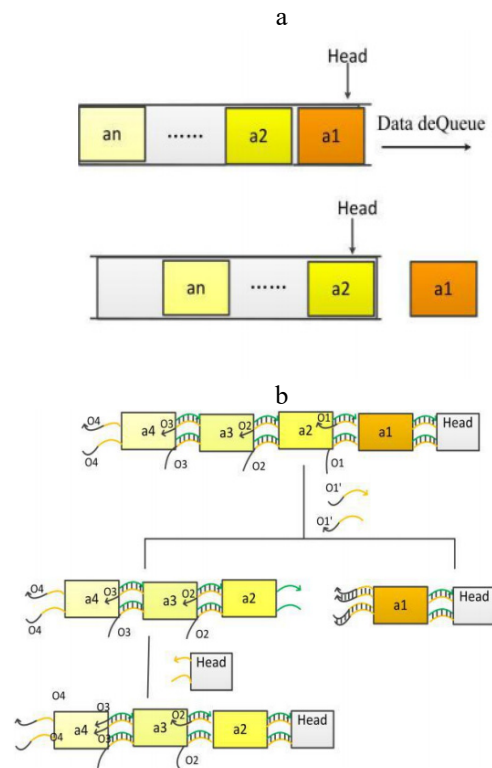 a
Head
an ...... a2 a1 Data deQueue
Head
an ...... a2 a1
b
O4 O3 O2 O1
a4 a3 a2 a1 Head
O4 O3 O2 O1
O1'
O1'
O4 O3 O2
a4 a3 a2 a1 Head
O4 O3 O2
Head
O4 O3 O2
a4 a3 a2 Head
O4 O3 O2